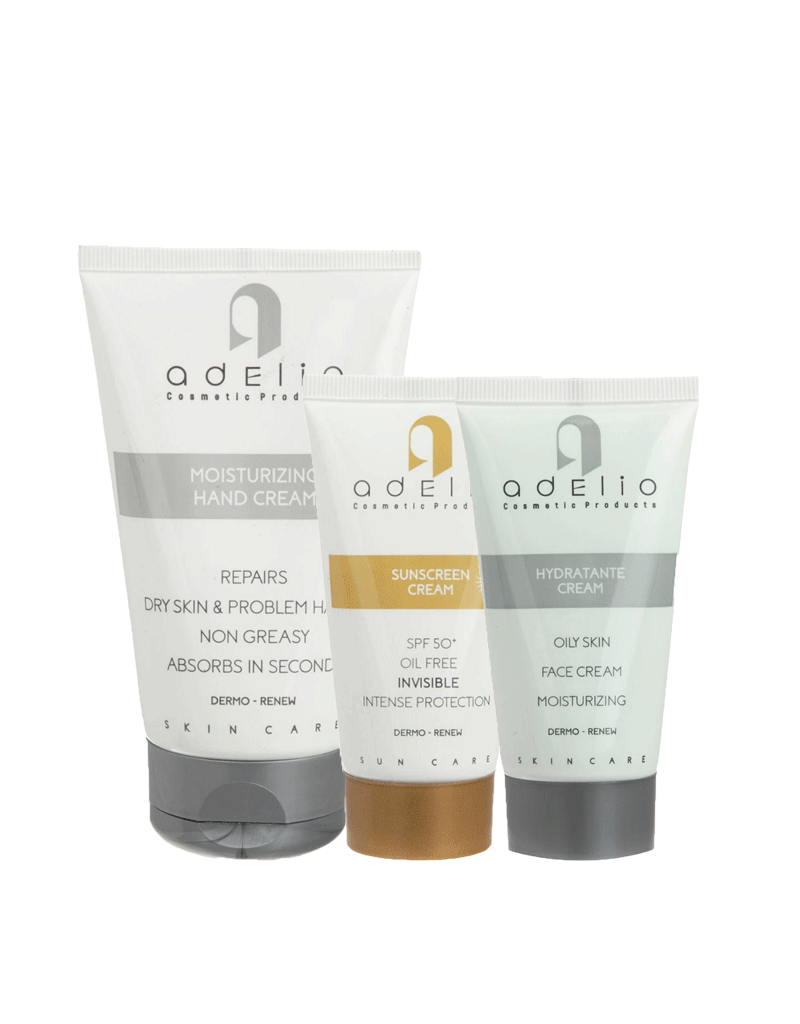 adElio
Cosmetic Produ
MOISTURIZING
HAND CREAM
REPAIRS
DRY SKIN & PROBLEM HA
NON GREASY
ABSORBS IN SECOND
DERMO - RENEW
SKIN CARE
adEli
Cosmetic Produ
SUNSCREEN
CREAM
SPF 50+
OIL FREE
INVISIBLE
INTENSE PROTECTION
DERMO - RENEW
SUN CARE
adElio
Cosmetic Products
HYDRATANTE
CREAM
OILY SKIN
FACE CREAM
MOISTURIZING
DERMO - RENEW
SKIN CARE